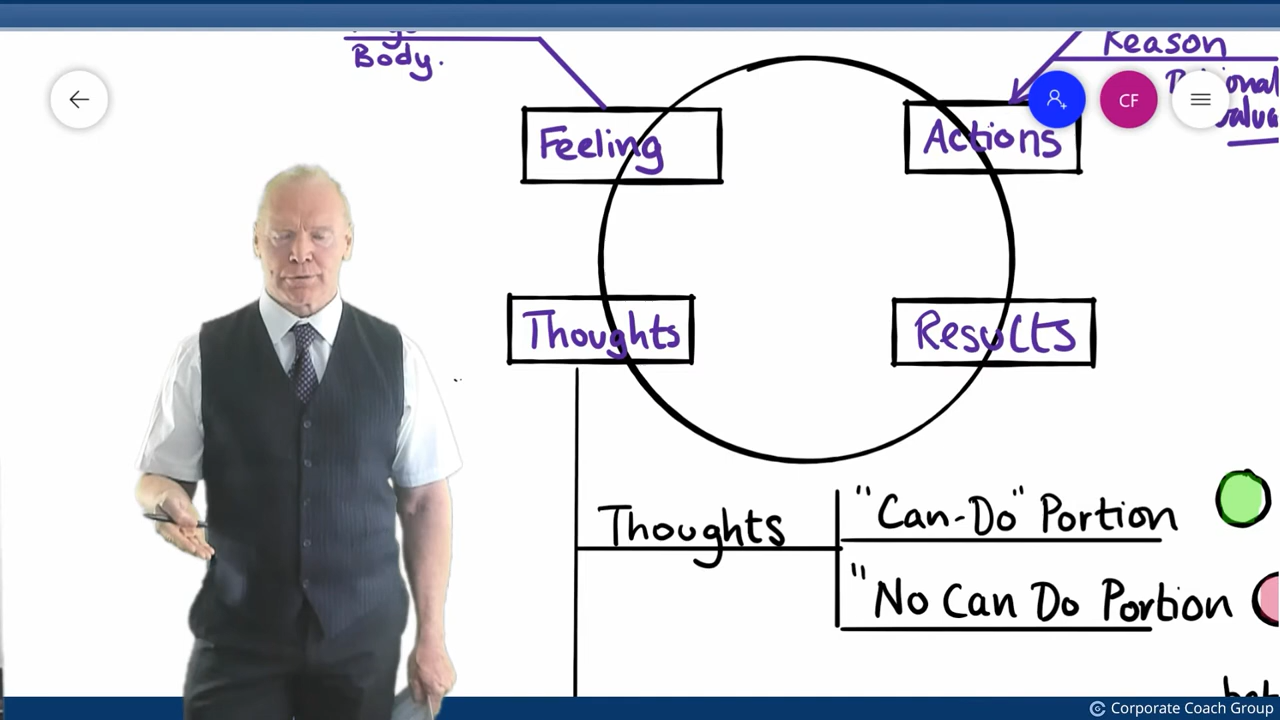 Body.
Reason
CF
Feeling
Actions
Thoughts
Results
Thoughts
"Can-Do" Portion
"No Can Do Portion
Corporate Coach Group